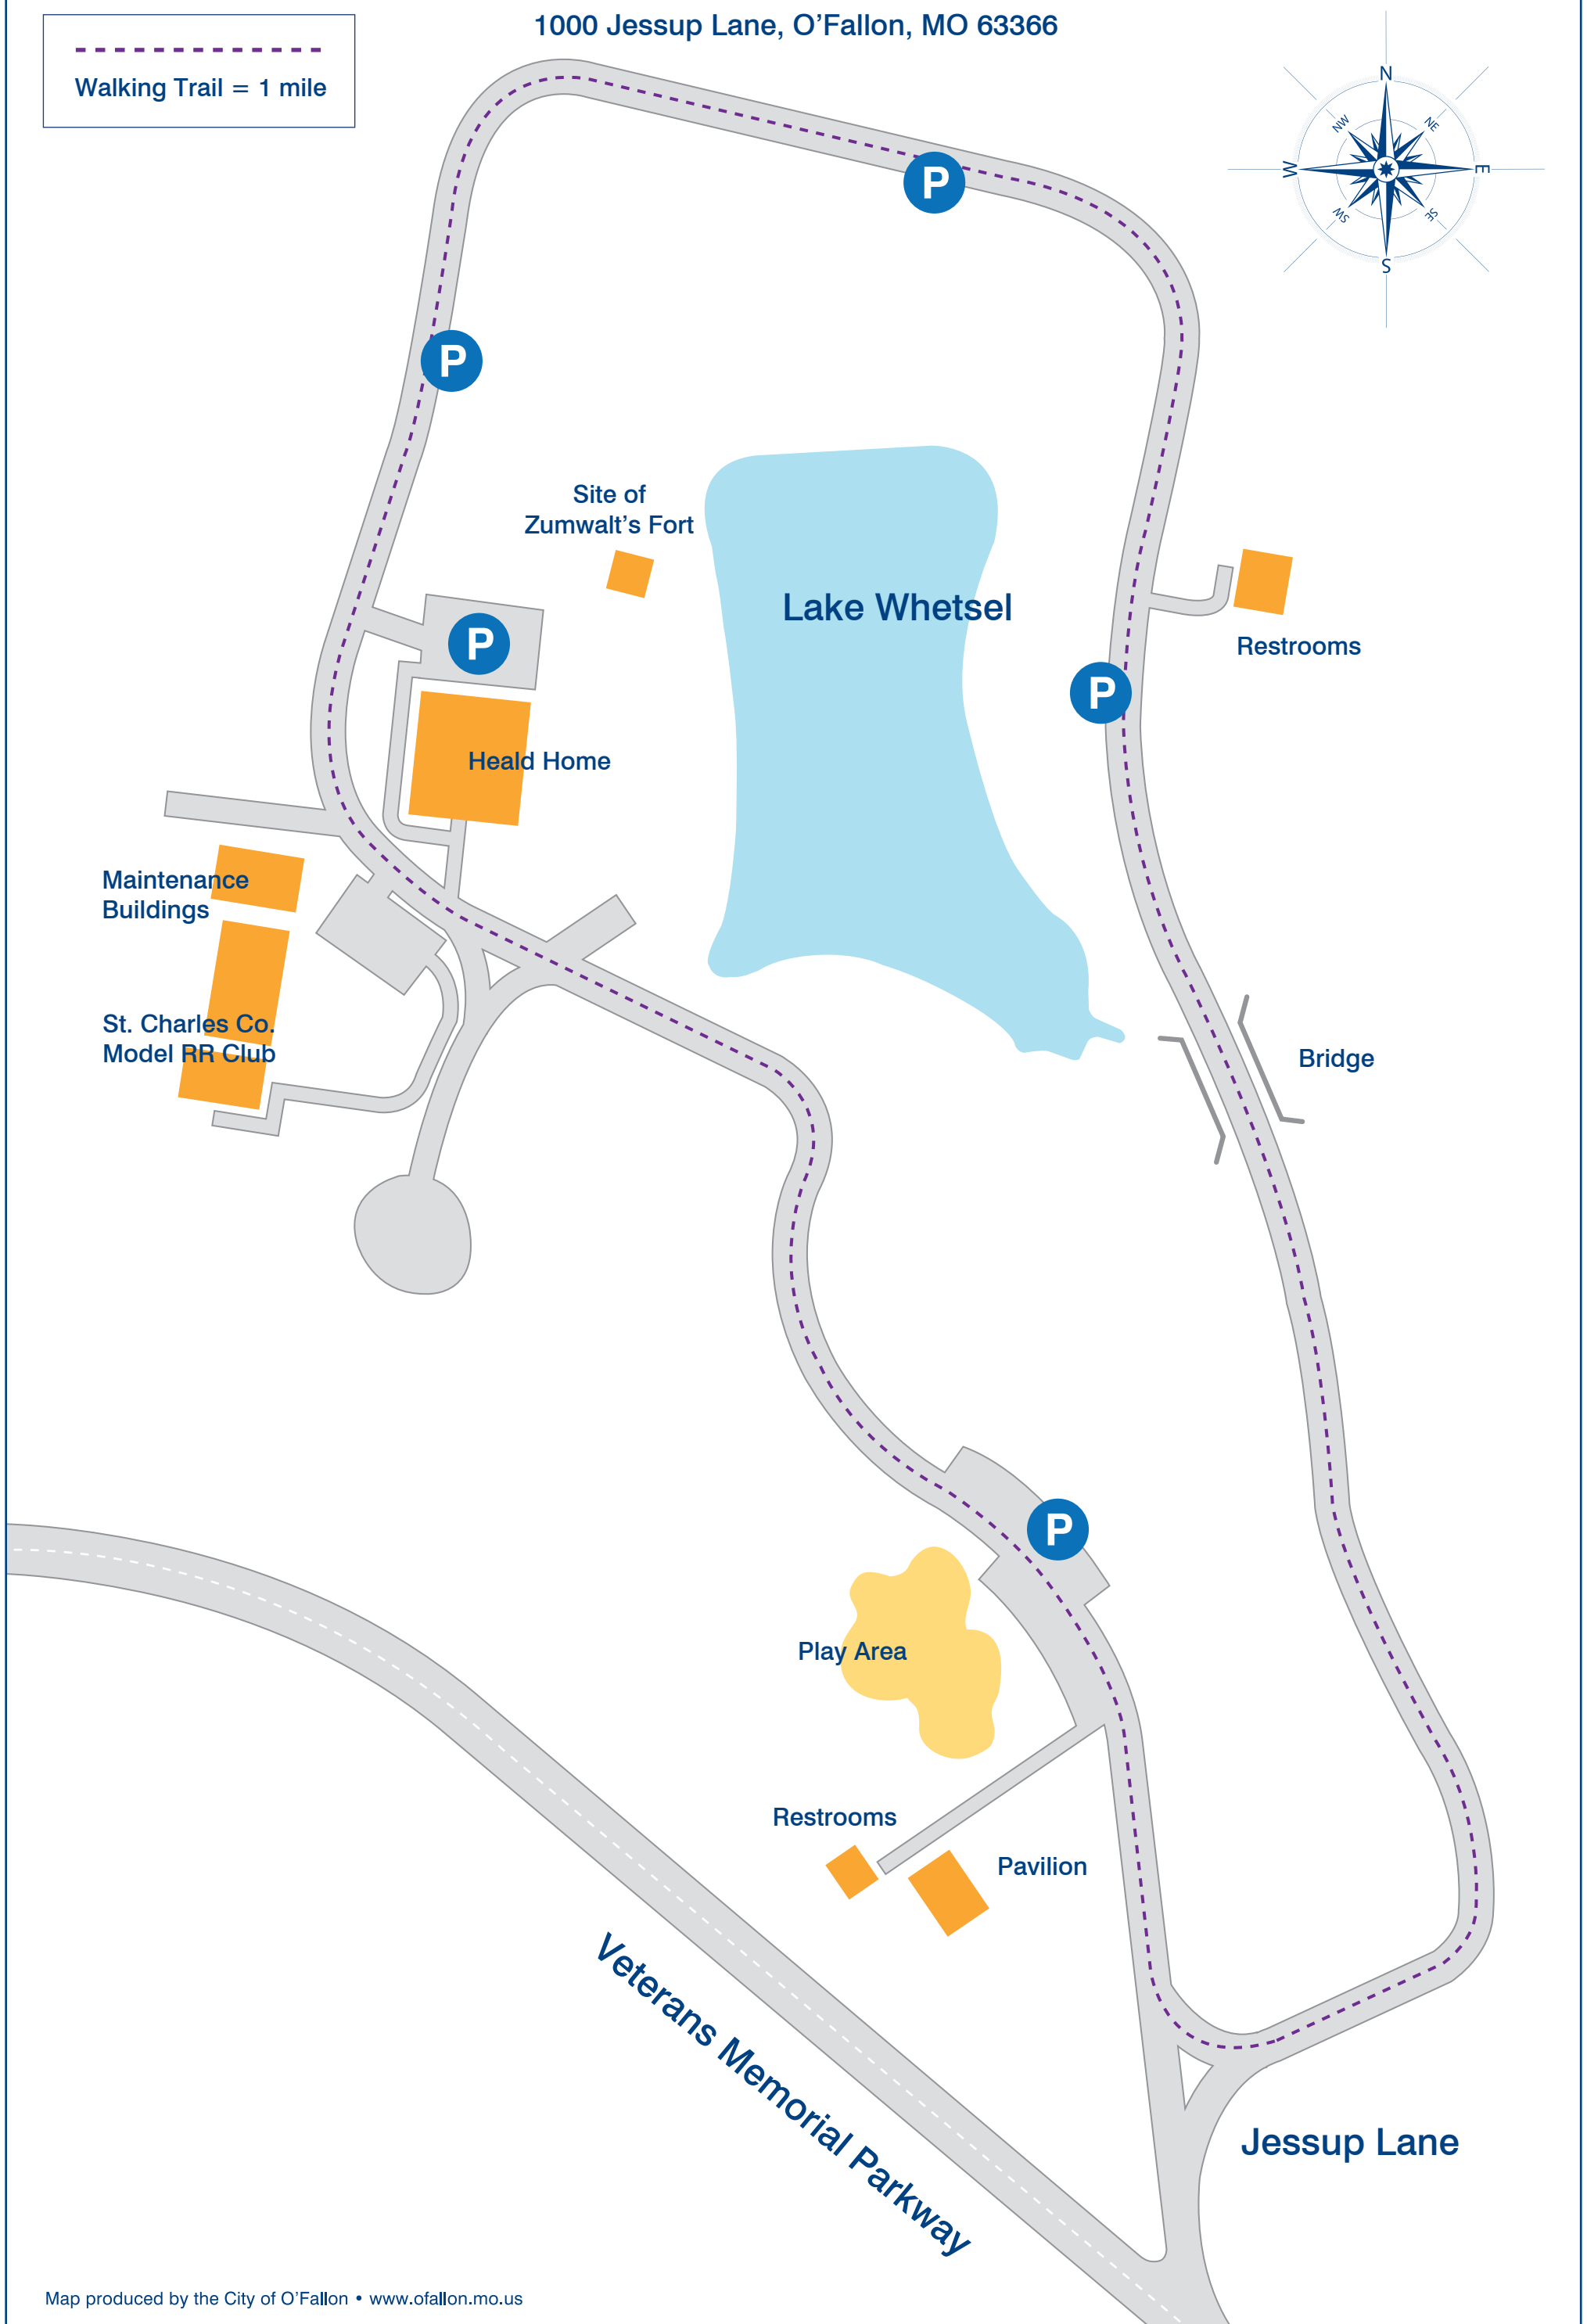 1000 Jessup Lane, O'Fallon, MO 63366
Walking Trail = 1 mile
N
NW
NE
W
E
SW
SE
S
P
P
Site of
Zumwalt's Fort
Lake Whetsel
Restrooms
P
P
Heald Home
Maintenance
Buildings
St. Charles Co.
Model RR Club
Bridge
P
Play Area
Restrooms
Pavilion
Veterans Memorial Parkway
Jessup Lane
Map produced by the City of O'Fallon • www.ofallon.mo.us